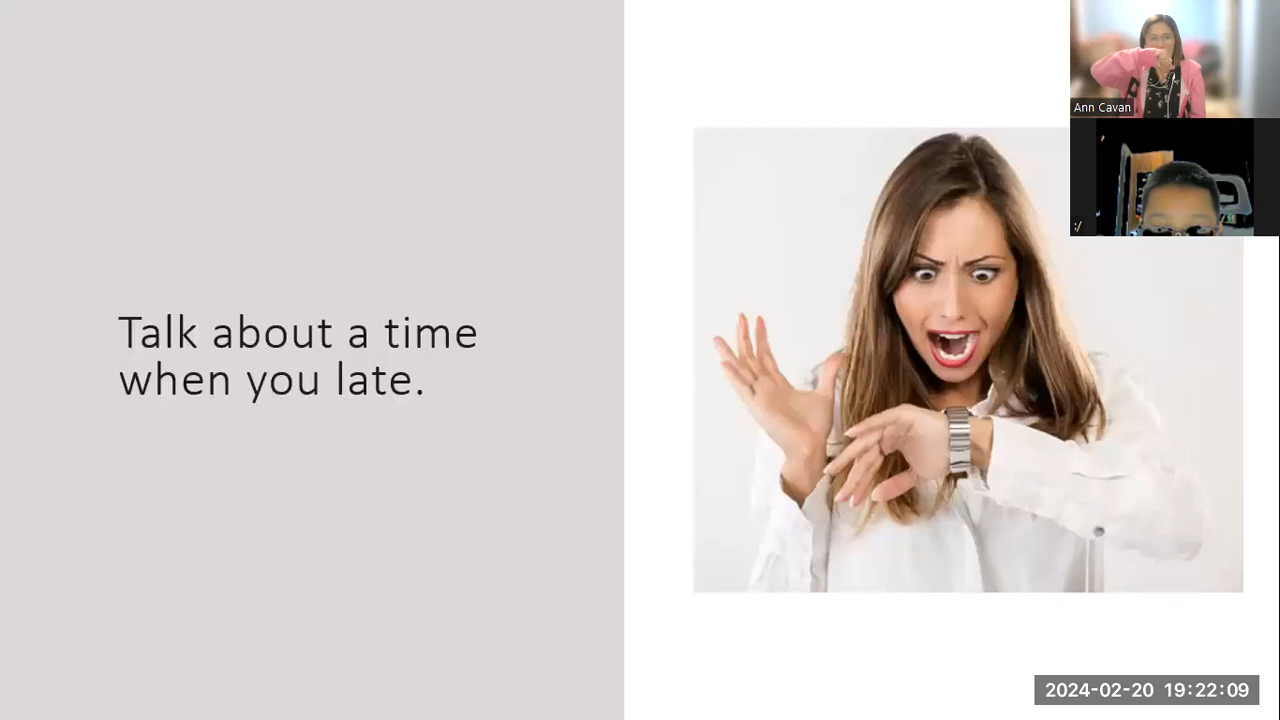 Ann Cavan
:/
Talk about a time
when you late.
2024-02-20 19:22:09